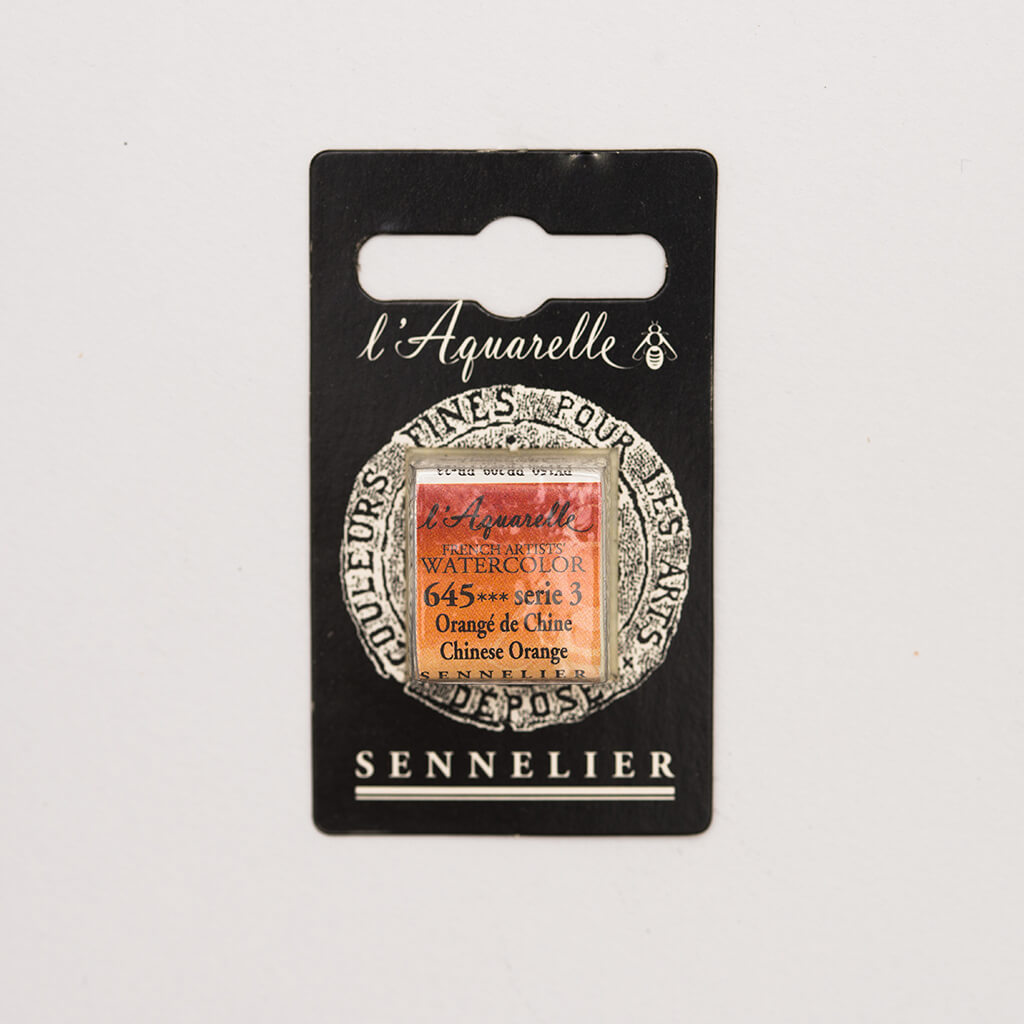 l'Aquarelle
COULEURS FINES POUR LES ARTS
DÉPOSÉ
l'Aquarelle
FRENCH ARTISTS'
WATERCOLOR
645*** serie 3
Orangé de Chine
Chinese Orange
SENNELIER
SENNELIER